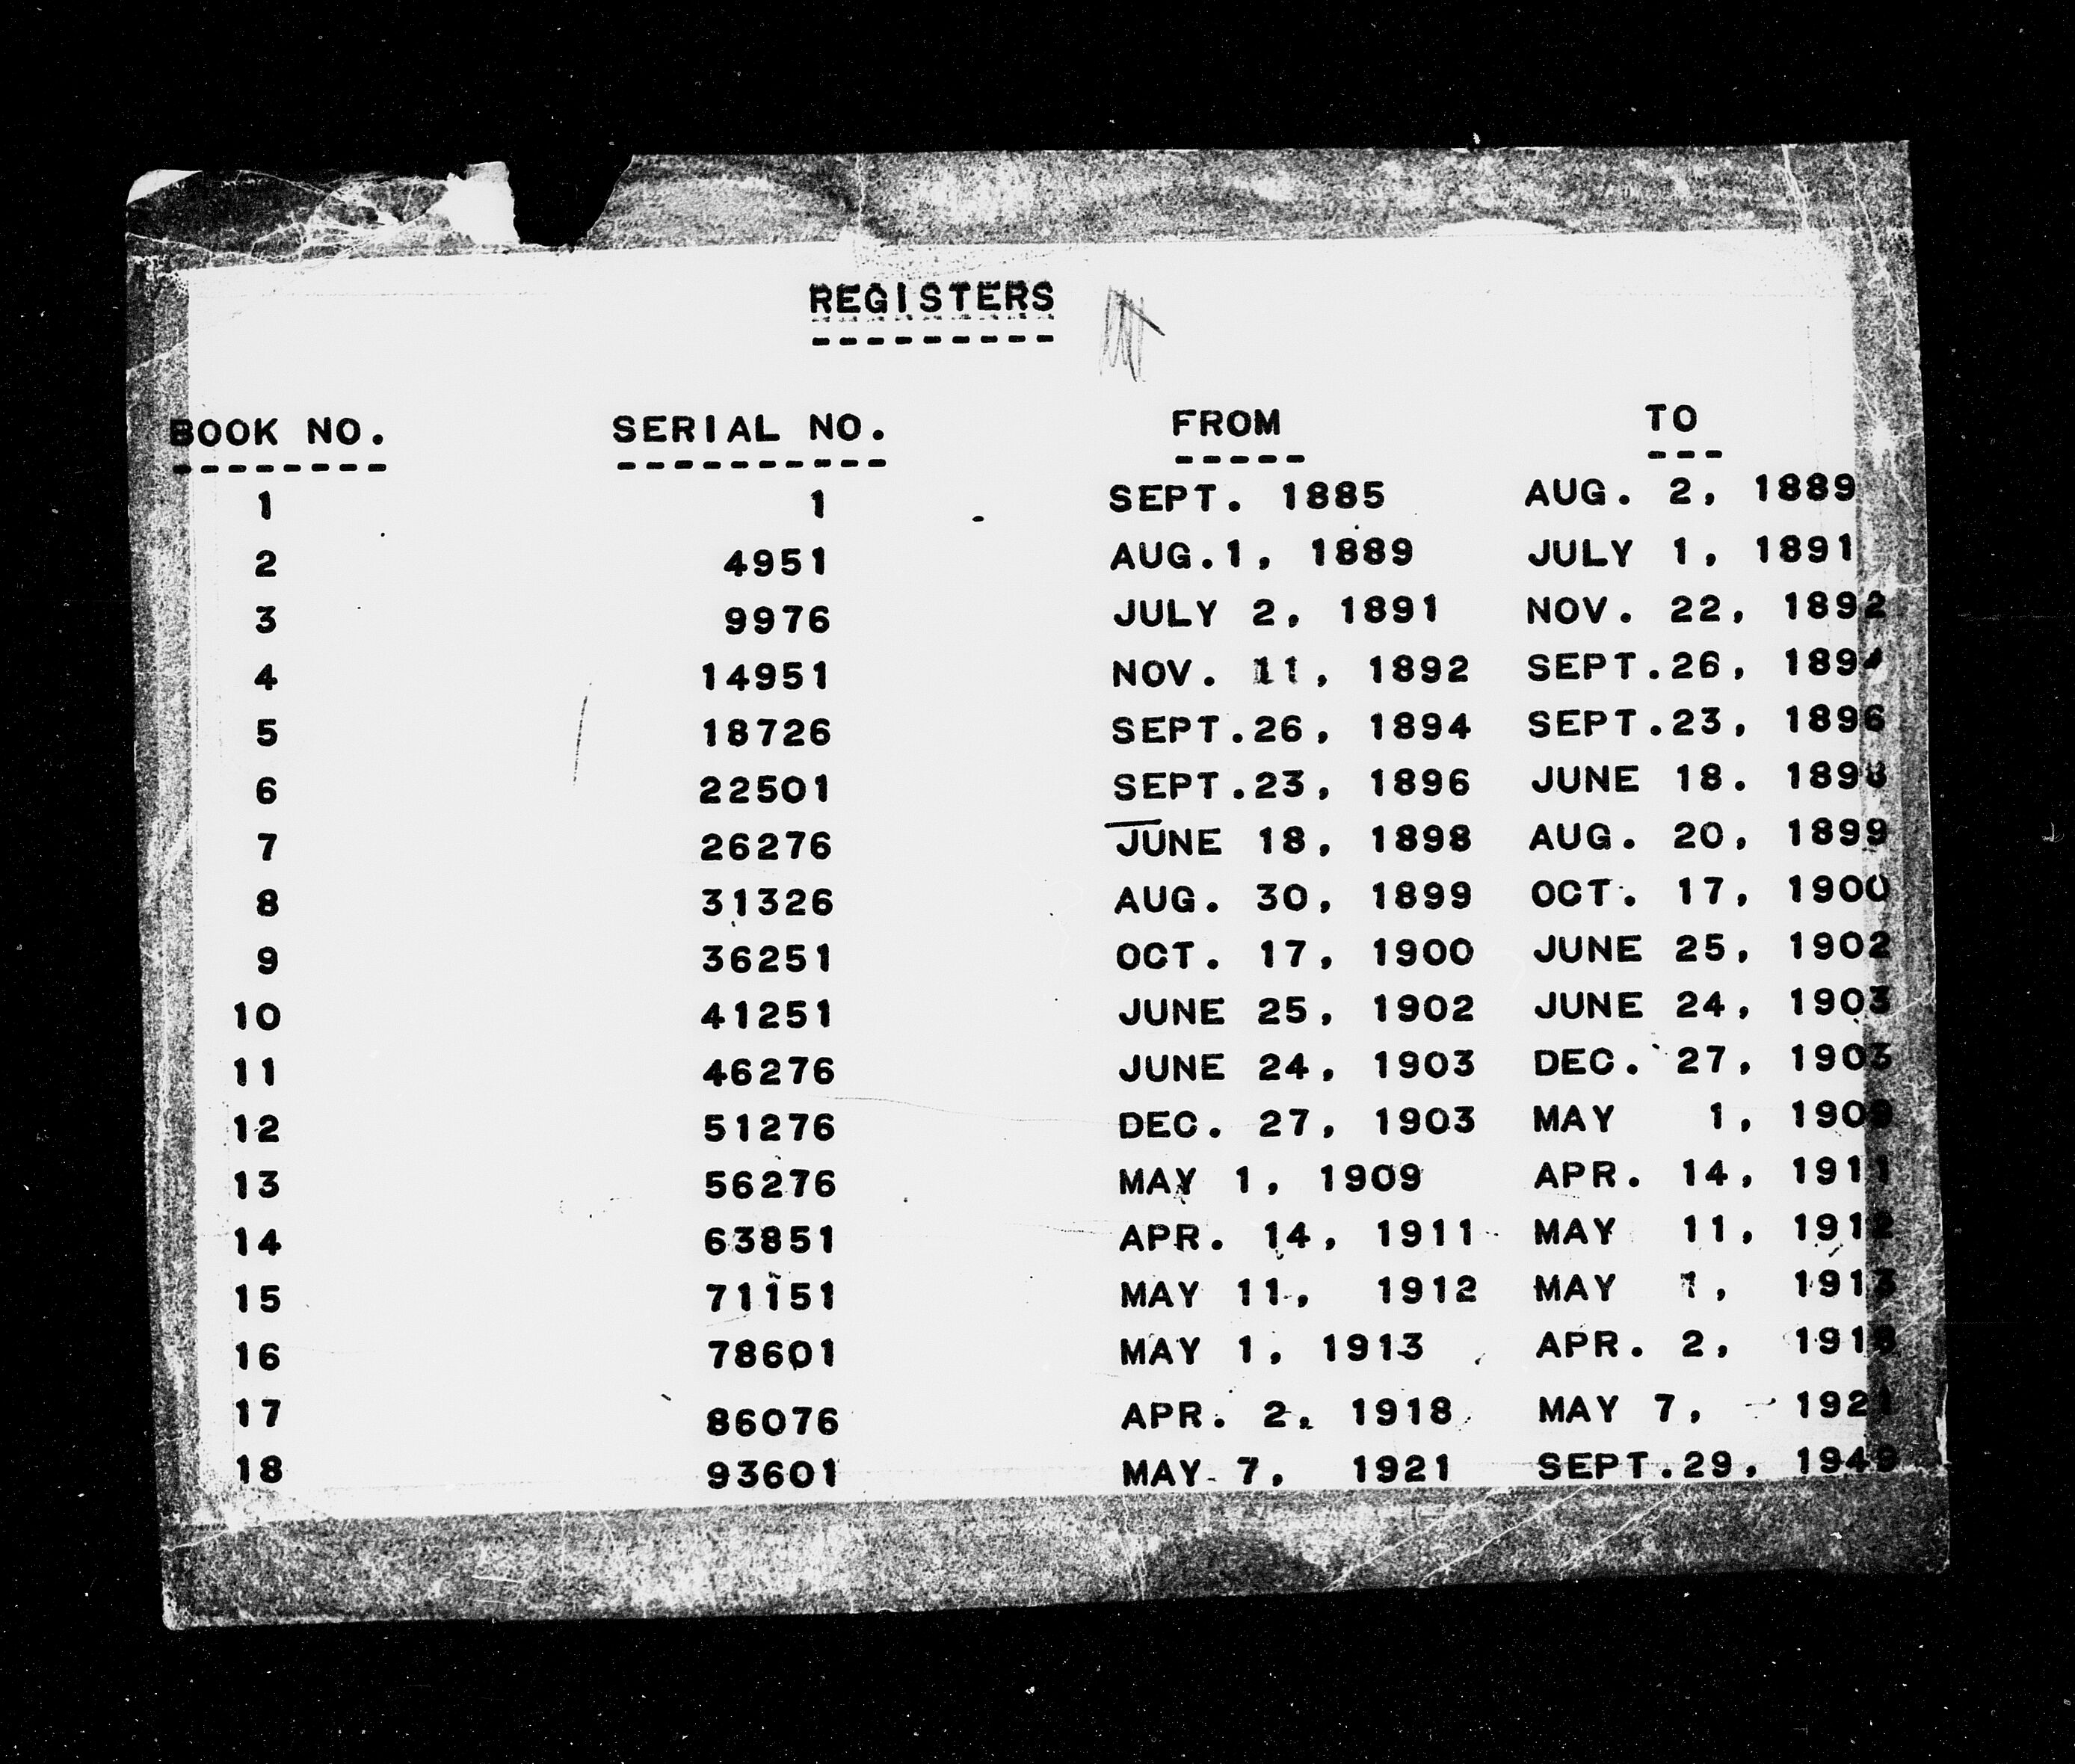 REGISTERS
BOOK NO. SERIAL NO. FROM TO
1 1 SEPT. 1885 AUG. 2, 1889
2 4951 AUG.1, 1889 JULY 1, 1891
3 9976 JULY 2, 1891 NOV. 22, 1892
4 14951 NOV. 11, 1892 SEPT.26, 1894
5 18726 SEPT.26, 1894 SEPT.23, 1896
6 22501 SEPT.23, 1896 JUNE 18. 1898
7 26276 JUNE 18, 1898 AUG. 20, 1899
8 31326 AUG. 30, 1899 OCT. 17, 1900
9 36251 OCT. 17, 1900 JUNE 25, 1902
10 41251 JUNE 25, 1902 JUNE 24, 1903
11 46276 JUNE 24, 1903 DEC. 27, 1903
12 51276 DEC. 27, 1903 MAY 1, 1909
13 56276 MAY 1, 1909 APR. 14, 1911
14 63851 APR. 14, 1911 MAY 11, 1912
15 71151 MAY 11, 1912 MAY 1, 1913
16 78601 MAY 1, 1913 APR. 2, 1918
17 86076 APR. 2, 1918 MAY 7, 1921
18 93601 MAY 7, 1921 SEPT.29, 1949